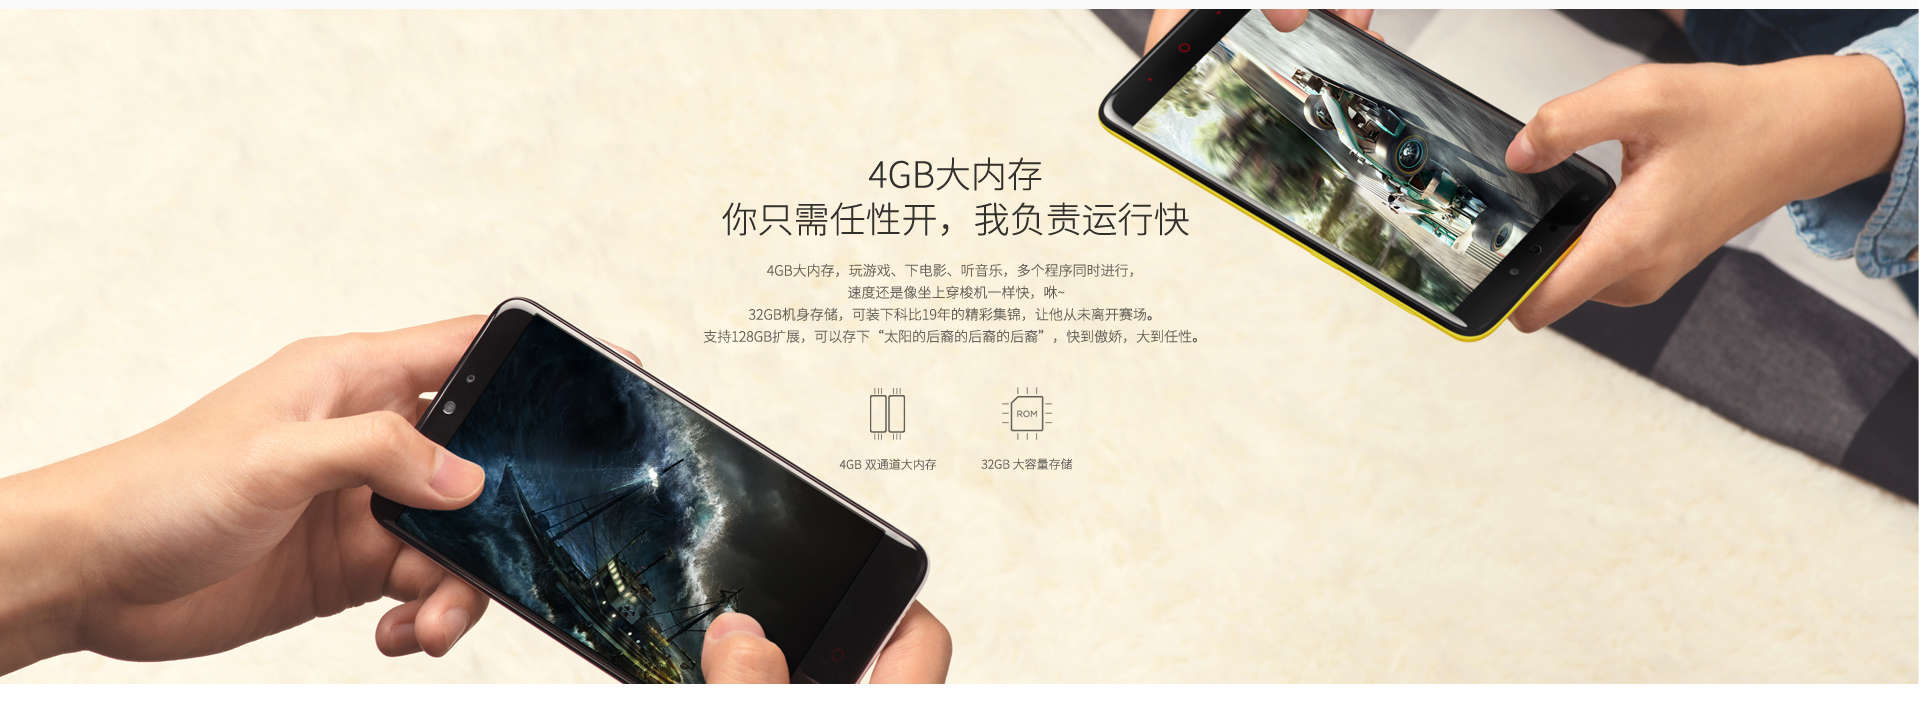 4GB大内存
你只需任性开，我负责运行快
4GB大内存，玩游戏、下电影、听音乐，多个程序同时进行，
速度还是像坐上穿梭机一样快，咻~
32GB机身存储，可装下科比19年的精彩集锦，让他从未离开赛场。
支持128GB扩展，可以存下“太阳的后裔的后裔的后裔”，快到傲娇，大到任性。
ROM
4GB 双通道大内存
32GB 大容量存储